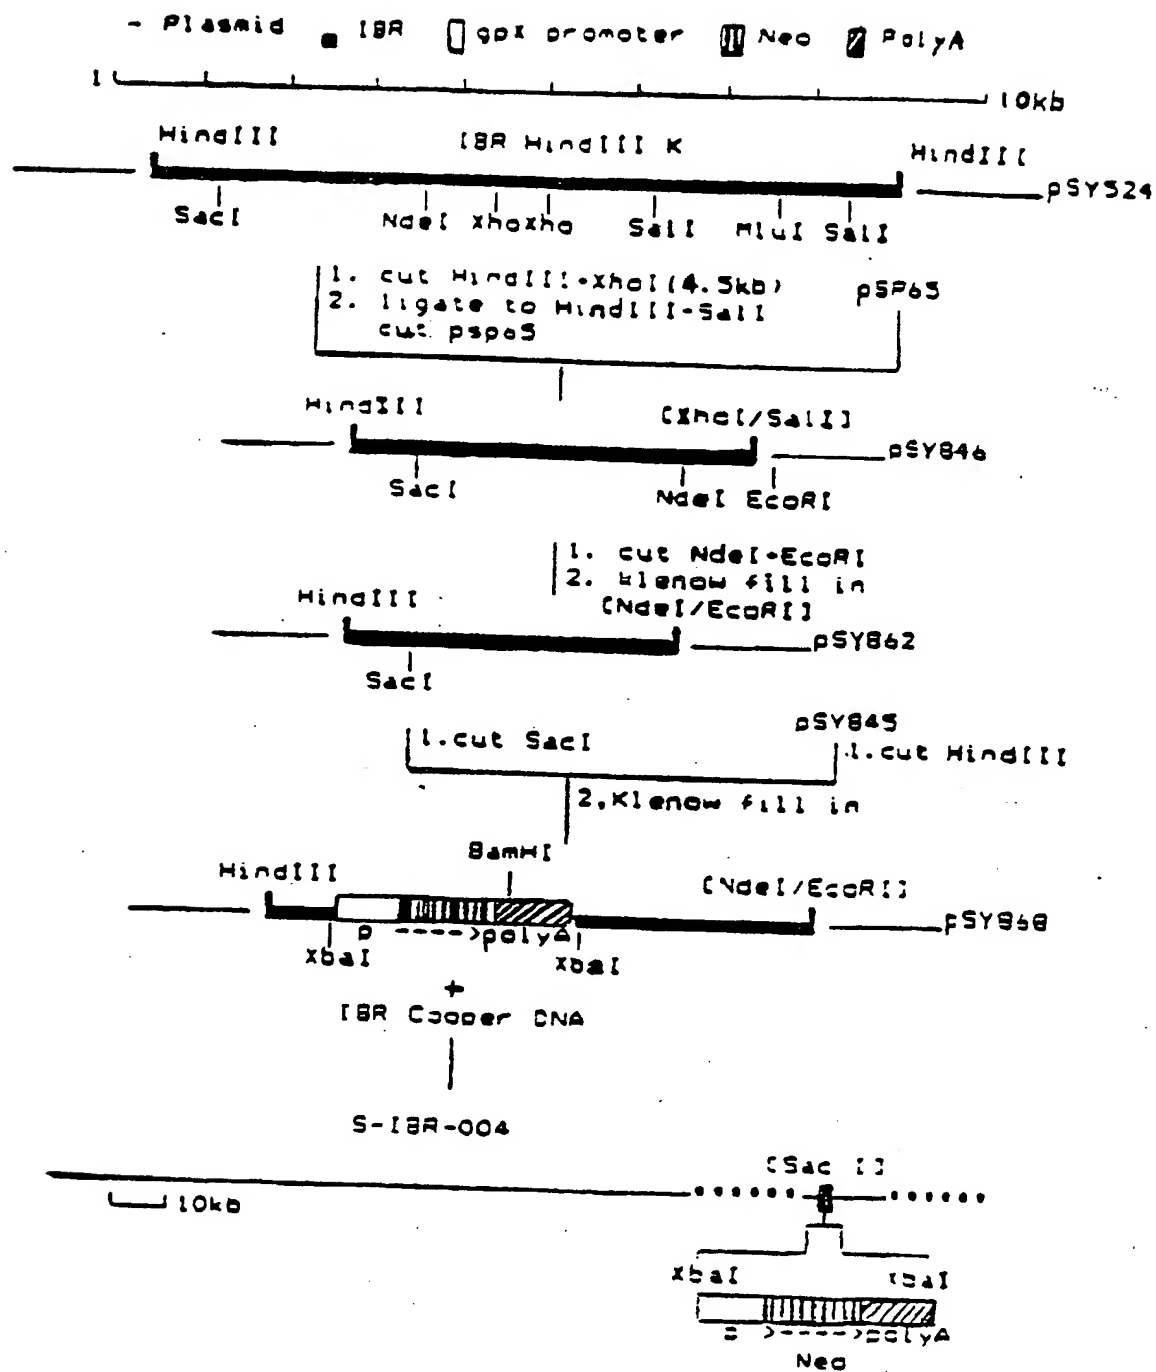 - Plasmid IBR gpX promoter Neo PolyA
1 10kb
HindIII IBR HindIII K HindIII
pSY524
SacI NdeI XhoXho SalI MluI SalI
1. cut HindIII+XhoI(4.5kb) pSP65
2. ligate to HindIII-SalI
cut psp65
HindIII [XhoI/SalI]
pSY846
SacI NdeI EcoRI
1. cut NdeI+EcoRI
2. Klenow fill in
HindIII [NdeI/EcoRI]
pSY862
SacI
pSY845
1.cut SacI 1.cut HindIII
2.Klenow fill in
BamHI
HindIII [NdeI/EcoRI]
pSY868
p ---->polyA
XbaI XbaI
+
IBR Cooper DNA
S-IBR-004
[Sac I]
10kb
XbaI XbaI
p >---->polyA
Neo